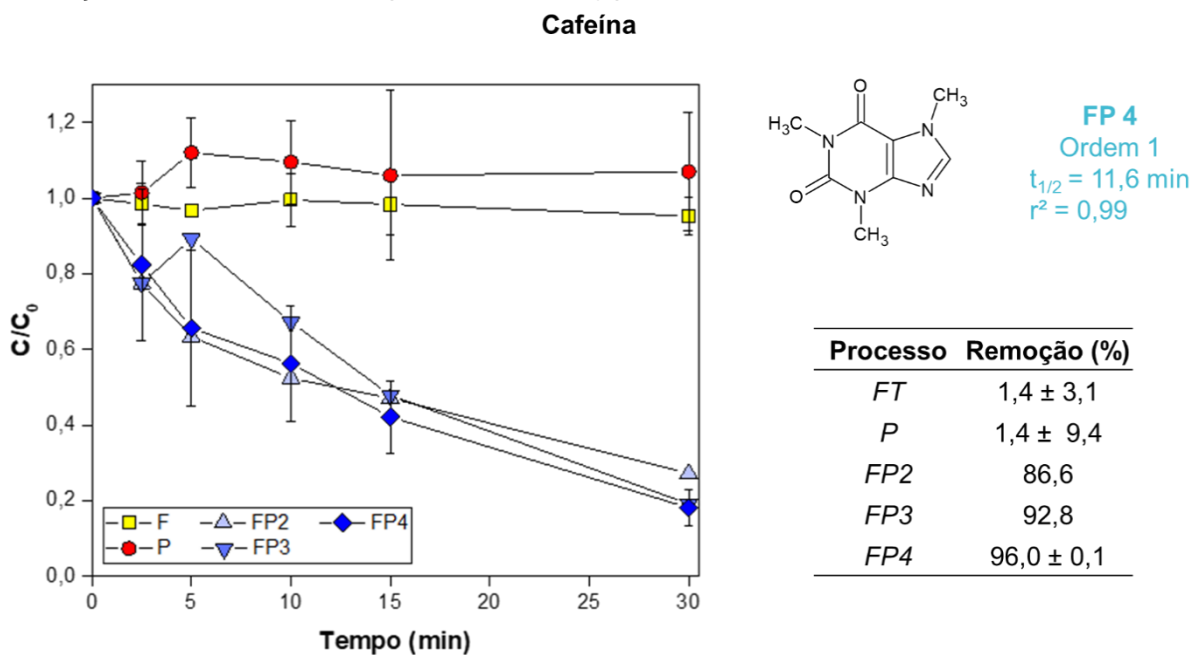 Cafeína
C/C0
1,2
1,0
0,8
0,6
0,4
0,2
0,0
0
5
10
15
20
25
30
Tempo (min)
F
FP2
FP4
P
FP3
O
CH3
H3C
N
N
O
N
N
CH3
FP 4
Ordem 1
t1/2 = 11,6 min
r² = 0,99
Processo Remoção (%)
FT 1,4 ± 3,1
P 1,4 ± 9,4
FP2 86,6
FP3 92,8
FP4 96,0 ± 0,1